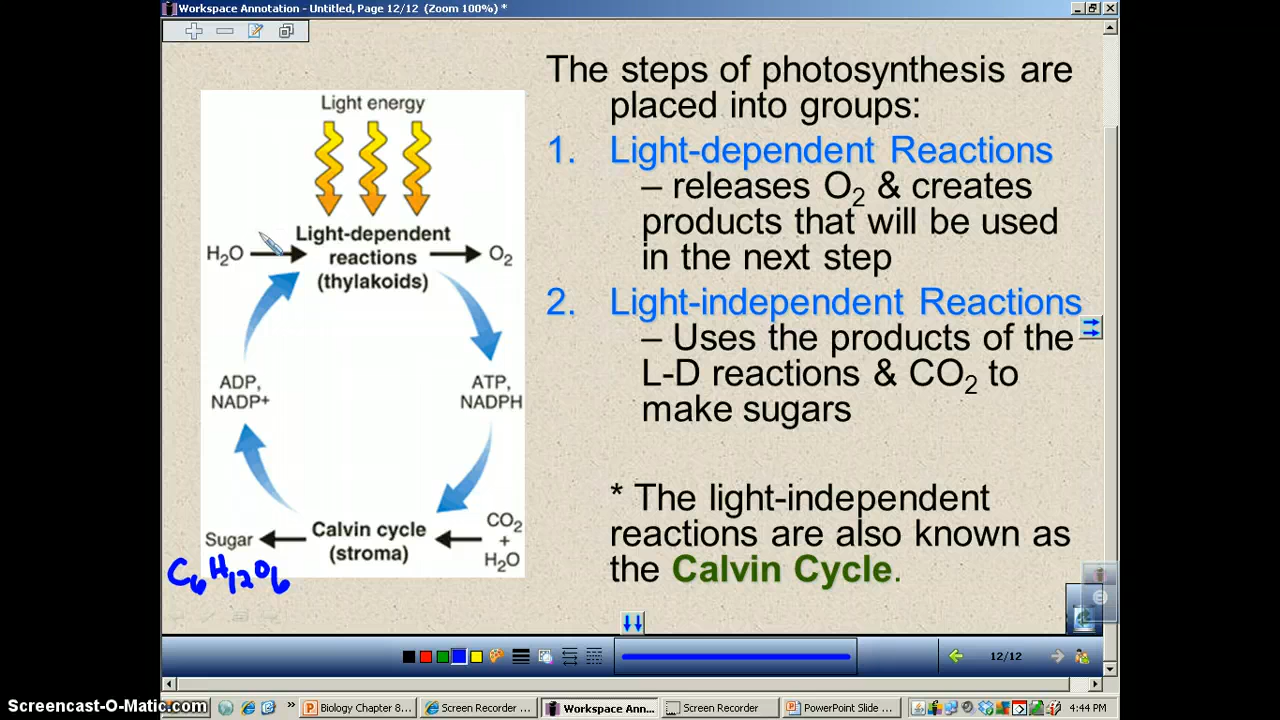 Workspace Annotation - Untitled, Page 12/12 (Zoom 100%) *
The steps of photosynthesis are
placed into groups:
1. Light-dependent Reactions
– releases O₂ & creates
products that will be used
in the next step
2. Light-independent Reactions
– Uses the products of the
L-D reactions & CO₂ to
make sugars
* The light-independent
reactions are also known as
the Calvin Cycle.
Light energy
H₂O
Light-dependent
reactions
(thylakoids)
O₂
ADP,
NADP+
ATP,
NADPH
Sugar
Calvin cycle
(stroma)
CO₂
+
H₂O
C₆H₁₂O₆
12/12
Screencast-O-Matic.com
Biology Chapter 8...
Screen Recorder ...
Workspace Ann...
Screen Recorder
PowerPoint Slide ...
4:44 PM